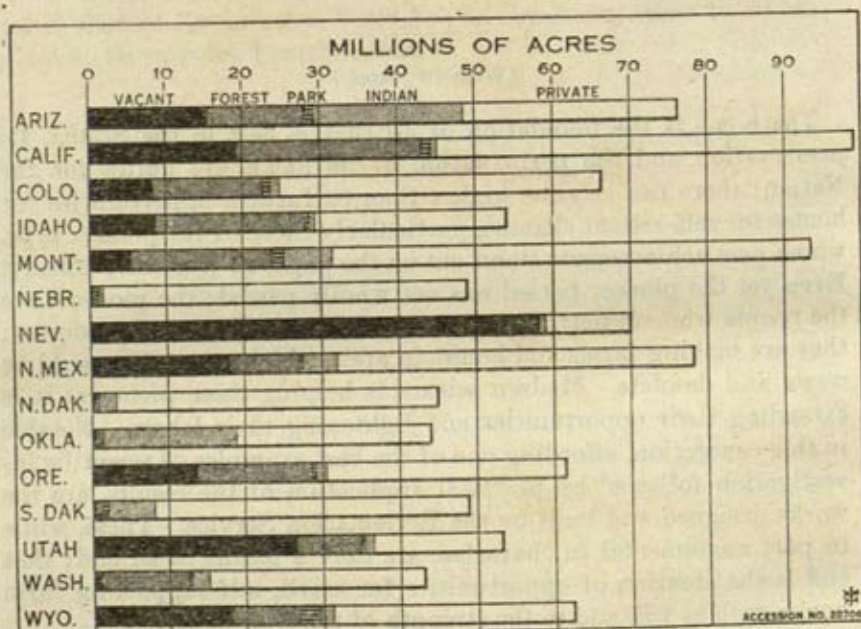 MILLIONS OF ACRES
0 10 20 30 40 50 60 70 80 90
VACANT FOREST PARK INDIAN PRIVATE
ARIZ.
CALIF.
COLO.
IDAHO
MONT.
NEBR.
NEV.
N.MEX.
N.DAK.
OKLA.
ORE.
S. DAK
UTAH
WASH.
WYO.
ACCESSION NO. 20706